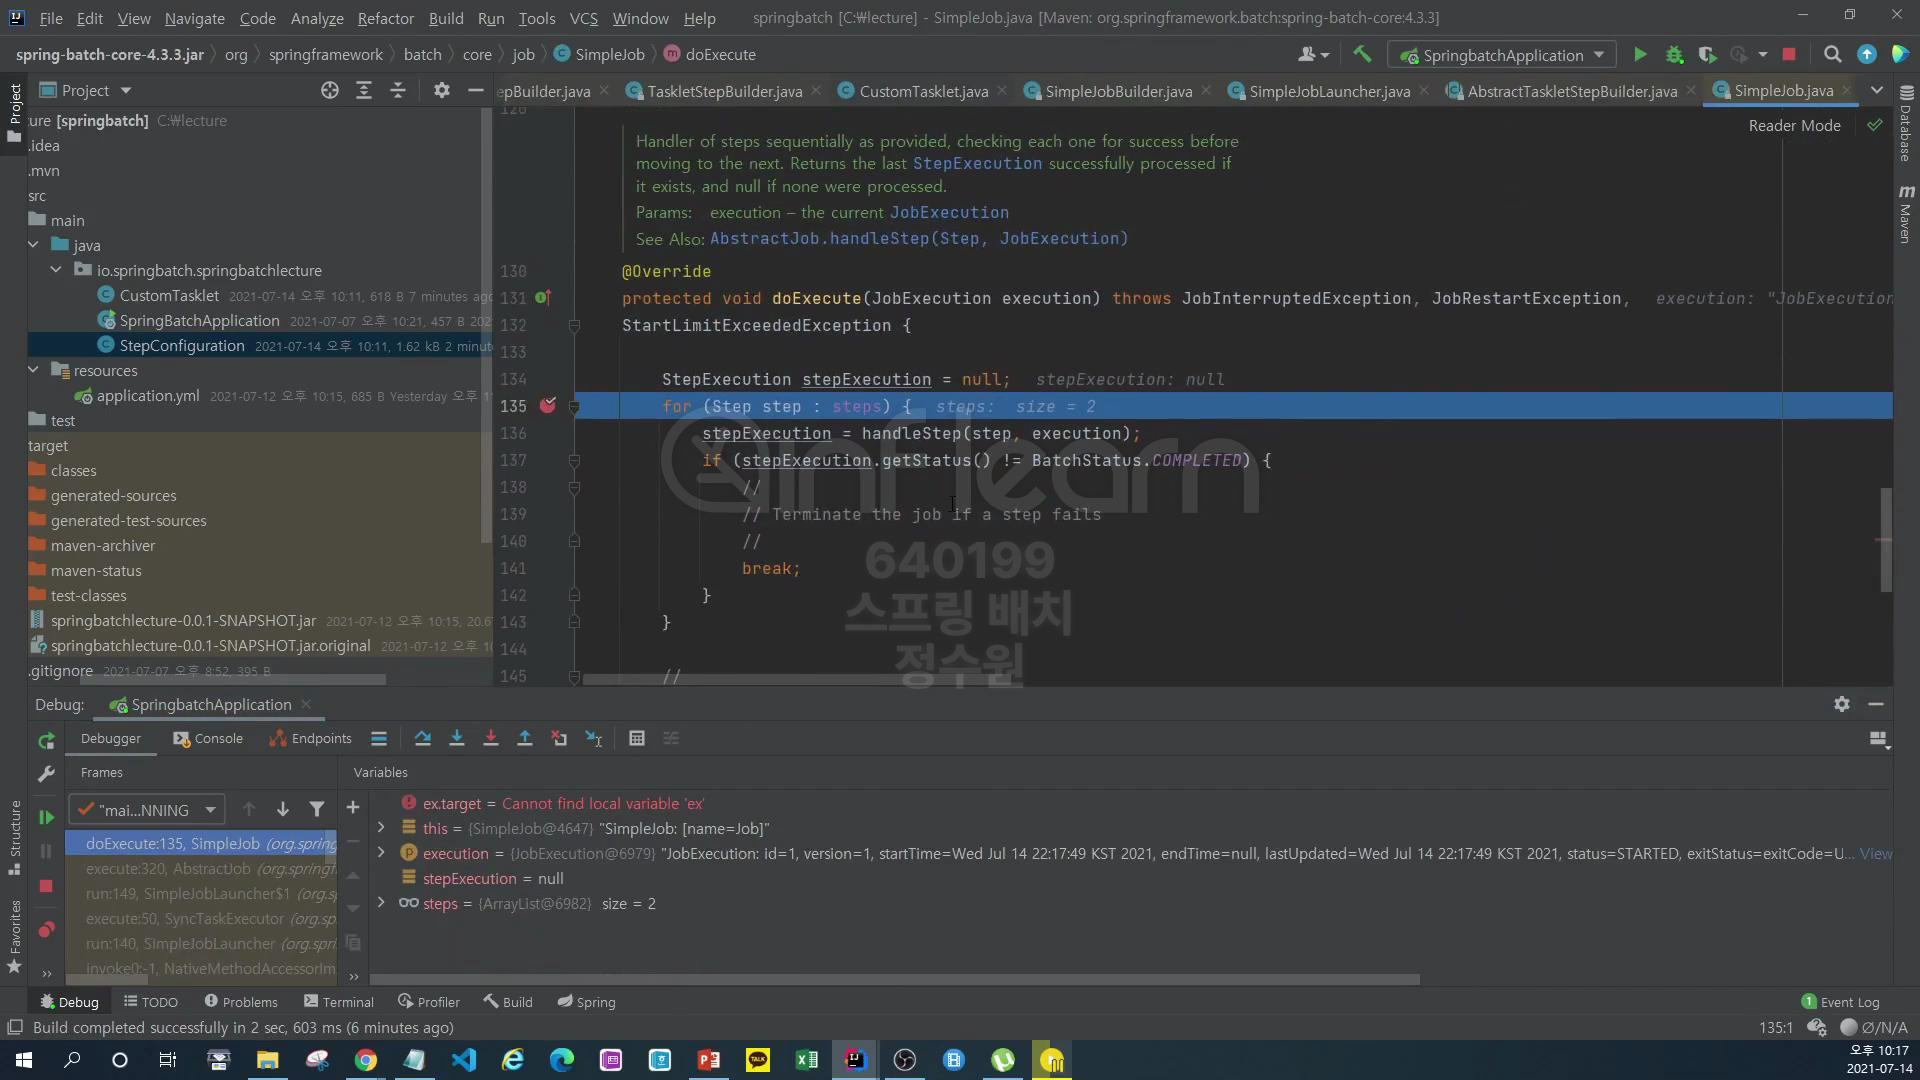 File Edit View Navigate Code Analyze Refactor Build Run Tools VCS Window Help springbatch [C:\lecture] - SimpleJob.java [Maven: org.springframework.batch:spring-batch-core:4.3.3]
spring-batch-core-4.3.3.jar org springframework batch core job SimpleJob doExecute SpringbatchApplication
Project
epBuilder.java TaskletStepBuilder.java CustomTasklet.java SimpleJobBuilder.java SimpleJobLauncher.java AbstractTaskletStepBuilder.java SimpleJob.java
Project
Database
Maven
Structure
Favorites
ture [springbatch] C:\lecture
.idea
.mvn
src
main
java
io.springbatch.springbatchlecture
CustomTasklet 2021-07-14 오후 10:11, 618 B 7 minutes ago
SpringBatchApplication 2021-07-07 오후 10:21, 457 B 202
StepConfiguration 2021-07-14 오후 10:11, 1.62 kB 2 minut
resources
application.yml 2021-07-12 오후 10:15, 685 B Yesterday 오후 1
test
target
classes
generated-sources
generated-test-sources
maven-archiver
maven-status
test-classes
springbatchlecture-0.0.1-SNAPSHOT.jar 2021-07-12 오후 10:15, 20.6
springbatchlecture-0.0.1-SNAPSHOT.jar.original 2021-07-12 오후 10
.gitignore 2021-07-07 오후 8:52, 395 B
Reader Mode
Handler of steps sequentially as provided, checking each one for success before
moving to the next. Returns the last StepExecution successfully processed if
it exists, and null if none were processed.
Params: execution – the current JobExecution
See Also: AbstractJob.handleStep(Step, JobExecution)
130 @Override
131 protected void doExecute(JobExecution execution) throws JobInterruptedException, JobRestartException, execution: "JobExecution
132 StartLimitExceededException {
133
134 StepExecution stepExecution = null; stepExecution: null
135 for (Step step : steps) { steps: size = 2
136 stepExecution = handleStep(step, execution);
137 if (stepExecution.getStatus() != BatchStatus.COMPLETED) {
138 //
139 // Terminate the job if a step fails
140 //
141 break;
142 }
143 }
144
145 //
inflearn
640199
스프링 배치
정수원
Debug: SpringbatchApplication
Debugger Console Endpoints
Frames Variables
"mai...NNING
doExecute:135, SimpleJob (org.spring
execute:320, AbstractJob (org.springf
run:149, SimpleJobLauncher$1 (org.s
execute:50, SyncTaskExecutor (org.sp
run:140, SimpleJobLauncher (org.spri
invoke0:-1, NativeMethodAccessorIm
ex.target = Cannot find local variable 'ex'
this = {SimpleJob@4647} "SimpleJob: [name=Job]"
execution = {JobExecution@6979} "JobExecution: id=1, version=1, startTime=Wed Jul 14 22:17:49 KST 2021, endTime=null, lastUpdated=Wed Jul 14 22:17:49 KST 2021, status=STARTED, exitStatus=exitCode=U... View
stepExecution = null
steps = {ArrayList@6982} size = 2
Debug TODO Problems Terminal Profiler Build Spring 1 Event Log
Build completed successfully in 2 sec, 603 ms (6 minutes ago) 135:1 Ø/N/A
오후 10:17
2021-07-14